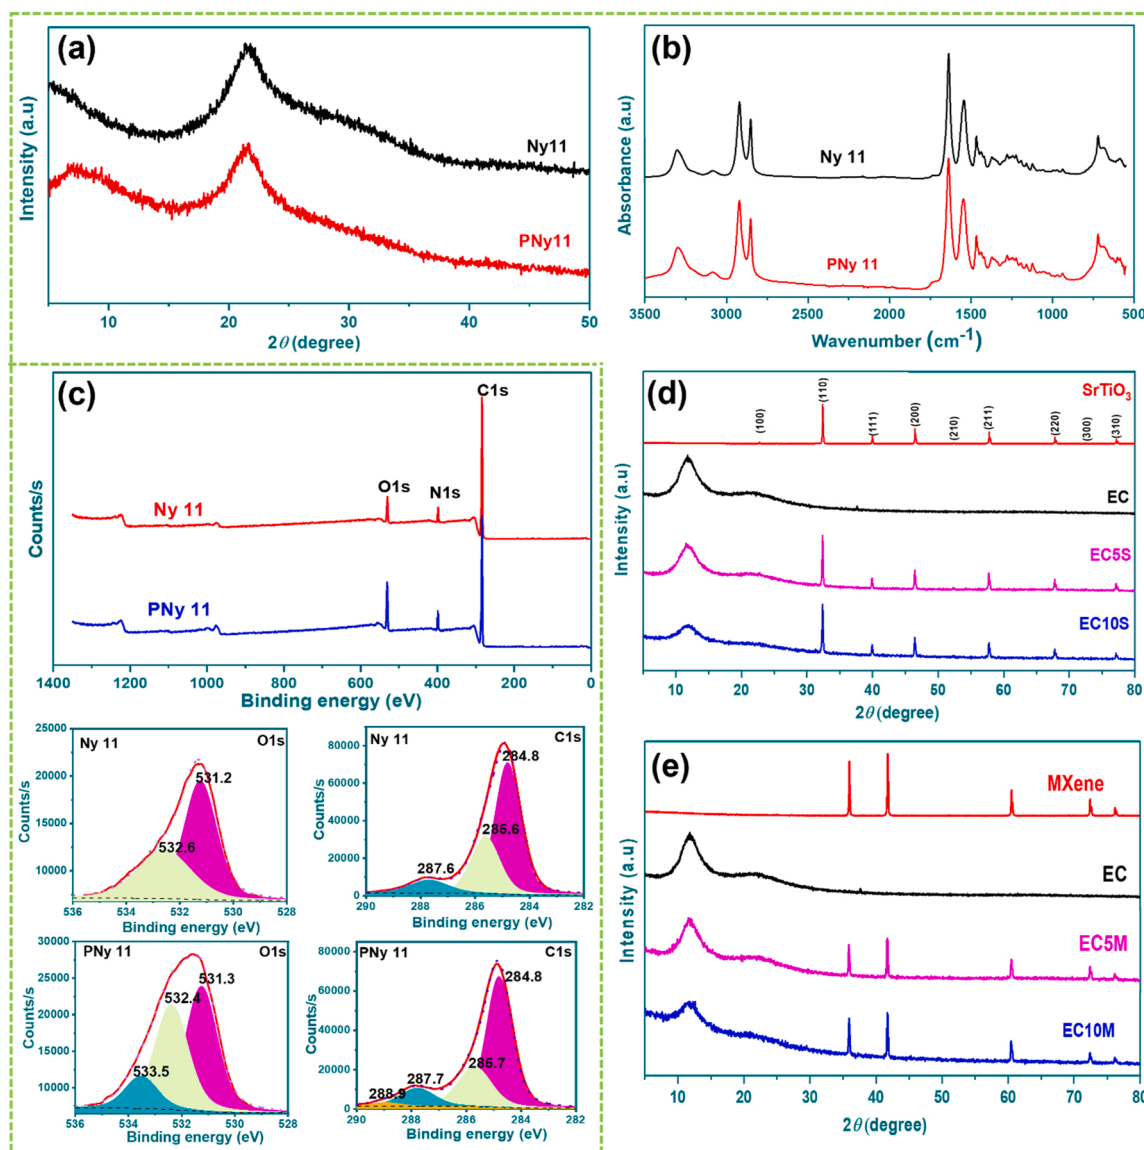 (a)
Intensity (a.u)
Ny11
PNy11
10 20 30 40 50
2θ (degree)
(b)
Absorbance (a.u)
Ny 11
PNy 11
3500 3000 2500 2000 1500 1000 500
Wavenumber (cm-1)
(c)
Counts/s
C1s
O1s
N1s
Ny 11
PNy 11
1400 1200 1000 800 600 400 200 0
Binding energy (eV)
Ny 11
O1s
25000
20000
15000
10000
Counts/s
531.2
532.6
536 534 532 530 528
Binding energy (eV)
Ny 11
C1s
80000
60000
40000
20000
0
Counts/s
284.8
285.6
287.6
290 288 286 284 282
Binding energy (eV)
PNy 11
O1s
30000
25000
20000
15000
10000
Counts/s
531.3
532.4
533.5
536 534 532 530 528
Binding energy (eV)
PNy 11
C1s
80000
60000
40000
20000
0
Counts/s
284.8
285.7
287.7
288.9
290 288 286 284 282
Binding energy (eV)
(d)
Intensity (a.u)
SrTiO3
(100) (110) (111) (200) (210) (211) (220) (300) (310)
EC
EC5S
EC10S
10 20 30 40 50 60 70 80
2θ (degree)
(e)
Intensity (a.u)
MXene
EC
EC5M
EC10M
10 20 30 40 50 60 70 80
2θ (degree)